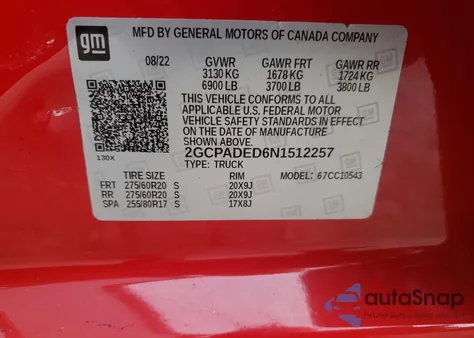 gm
MFD BY GENERAL MOTORS OF CANADA COMPANY
08/22 GVWR GAWR FRT GAWR RR
3130 KG 1678 KG 1724 KG
6900 LB 3700 LB 3800 LB
THIS VEHICLE CONFORMS TO ALL
APPLICABLE U.S. FEDERAL MOTOR
VEHICLE SAFETY STANDARDS IN EFFECT
ON THE DATE OF MANUFACTURE
SHOWN ABOVE.
2GCPADED6N1512257
TYPE: TRUCK
130X
TIRE SIZE RIM MODEL: 67CC10543
FRT 275/60R20 S 20X9J
RR 275/60R20 S 20X9J
SPA 255/80R17 S 17X8J
autoSnap